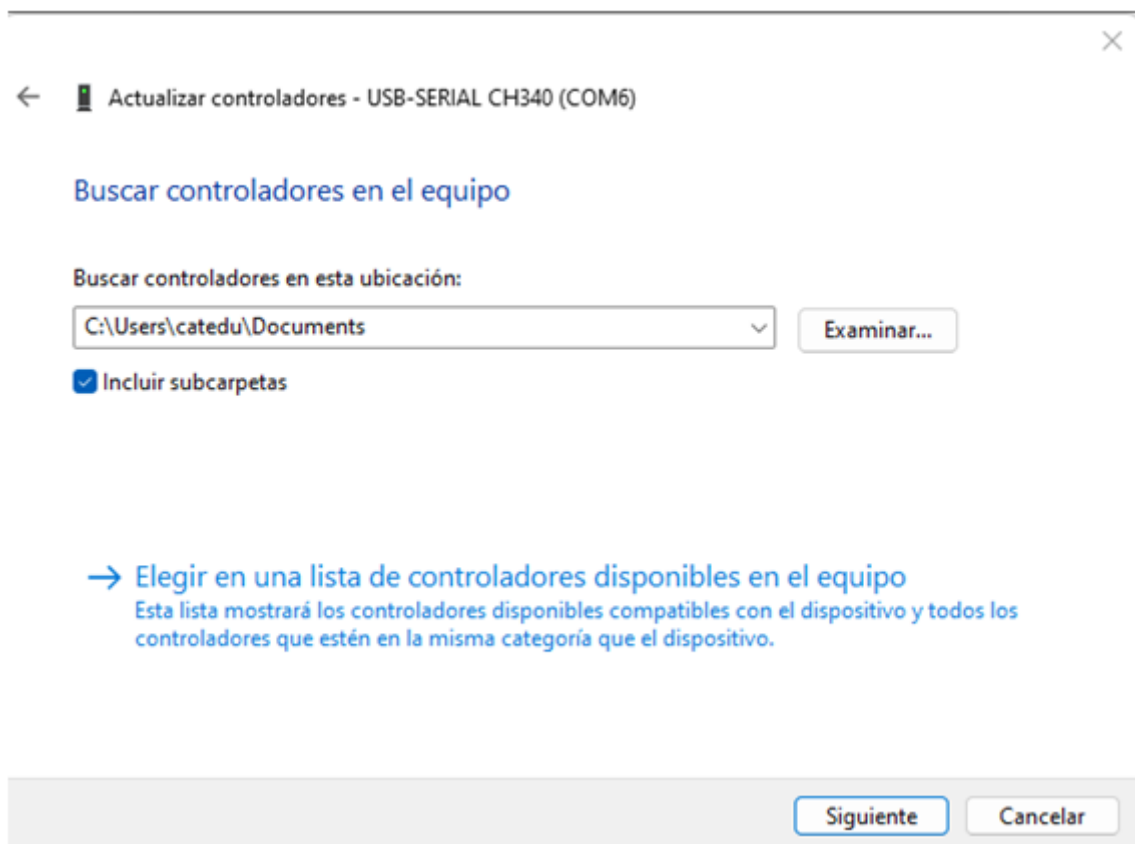 Actualizar controladores - USB-SERIAL CH340 (COM6)
Buscar controladores en el equipo
Buscar controladores en esta ubicación:
C:\Users\catedu\Documents
Examinar...
Incluir subcarpetas
Elegir en una lista de controladores disponibles en el equipo
Esta lista mostrará los controladores disponibles compatibles con el dispositivo y todos los
controladores que estén en la misma categoría que el dispositivo.
Siguiente
Cancelar